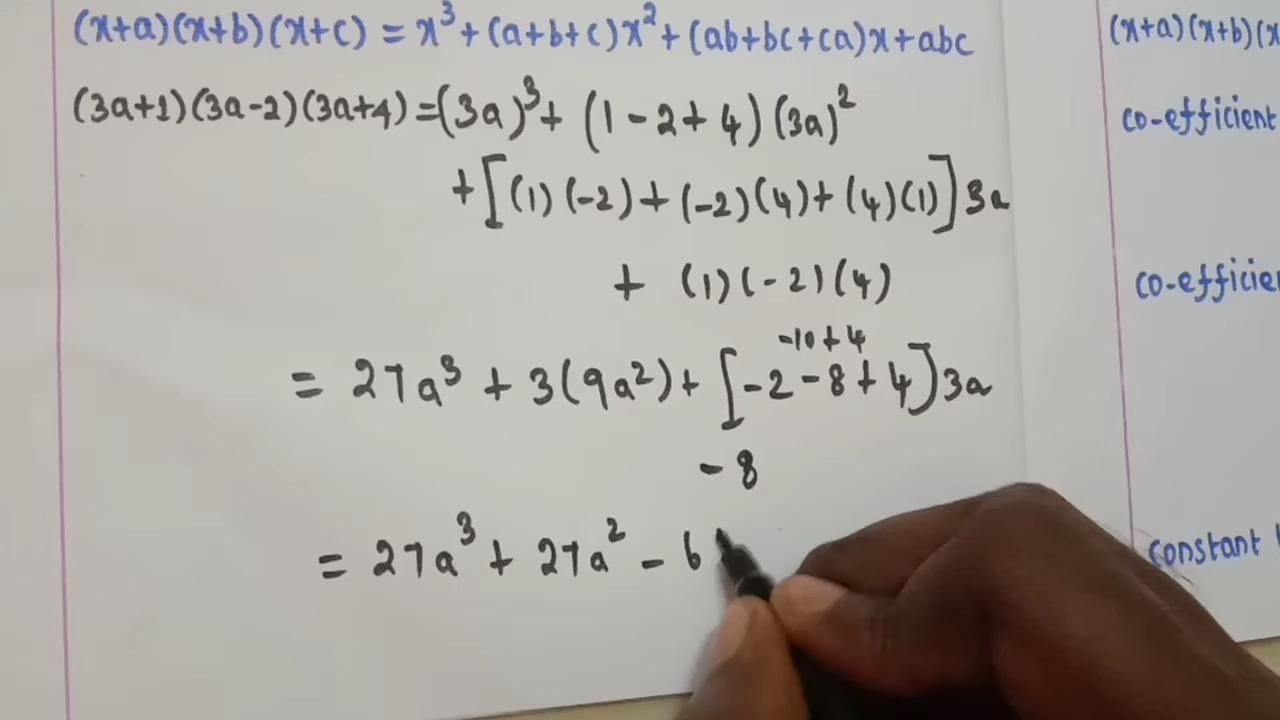 (x+a)(x+b)(x+c) = x³+(a+b+c)x²+(ab+bc+ca)x+abc
(3a+1)(3a-2)(3a+4)=(3a)³+ (1-2+4)(3a)²
+[(1)(-2)+(-2)(4)+(4)(1)]3a
+ (1)(-2)(4)
-10+4
= 27a³ + 3(9a²)+ [-2-8+4]3a
-8
= 27a³ + 27a² - 6
(x+a)(x+b)(x
co-efficient
co-efficien
constant